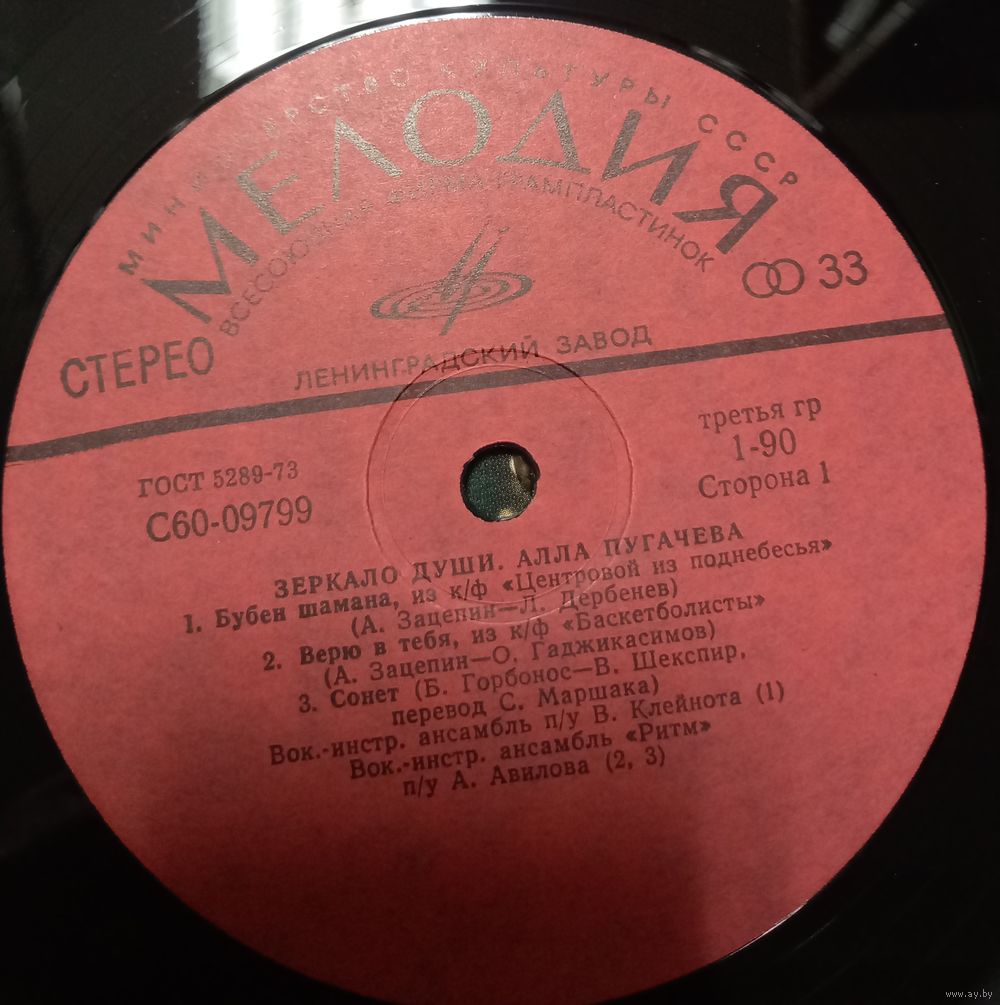 МИНИСТЕРСТВО КУЛЬТУРЫ СССР
МЕЛОДИЯ
ВСЕСОЮЗНАЯ ФИРМА ГРАМПЛАСТИНОК
33
СТЕРЕО
ЛЕНИНГРАДСКИЙ ЗАВОД
ГОСТ 5289-73
С60-09799
третья гр
1-90
Сторона 1
ЗЕРКАЛО ДУШИ. АЛЛА ПУГАЧЕВА
1. Бубен шамана, из к/ф «Центровой из поднебесья»
(А. Зацепин—Л. Дербенев)
2. Верю в тебя, из к/ф «Баскетболисты»
(А. Зацепин—О. Гаджикасимов)
3. Сонет (Б. Горбонос—В. Шекспир,
перевод С. Маршака)
Вок.-инстр. ансамбль п/у В. Клейнота (1)
Вок.-инстр. ансамбль «Ритм»
п/у А. Авилова (2, 3)
www.ay.by